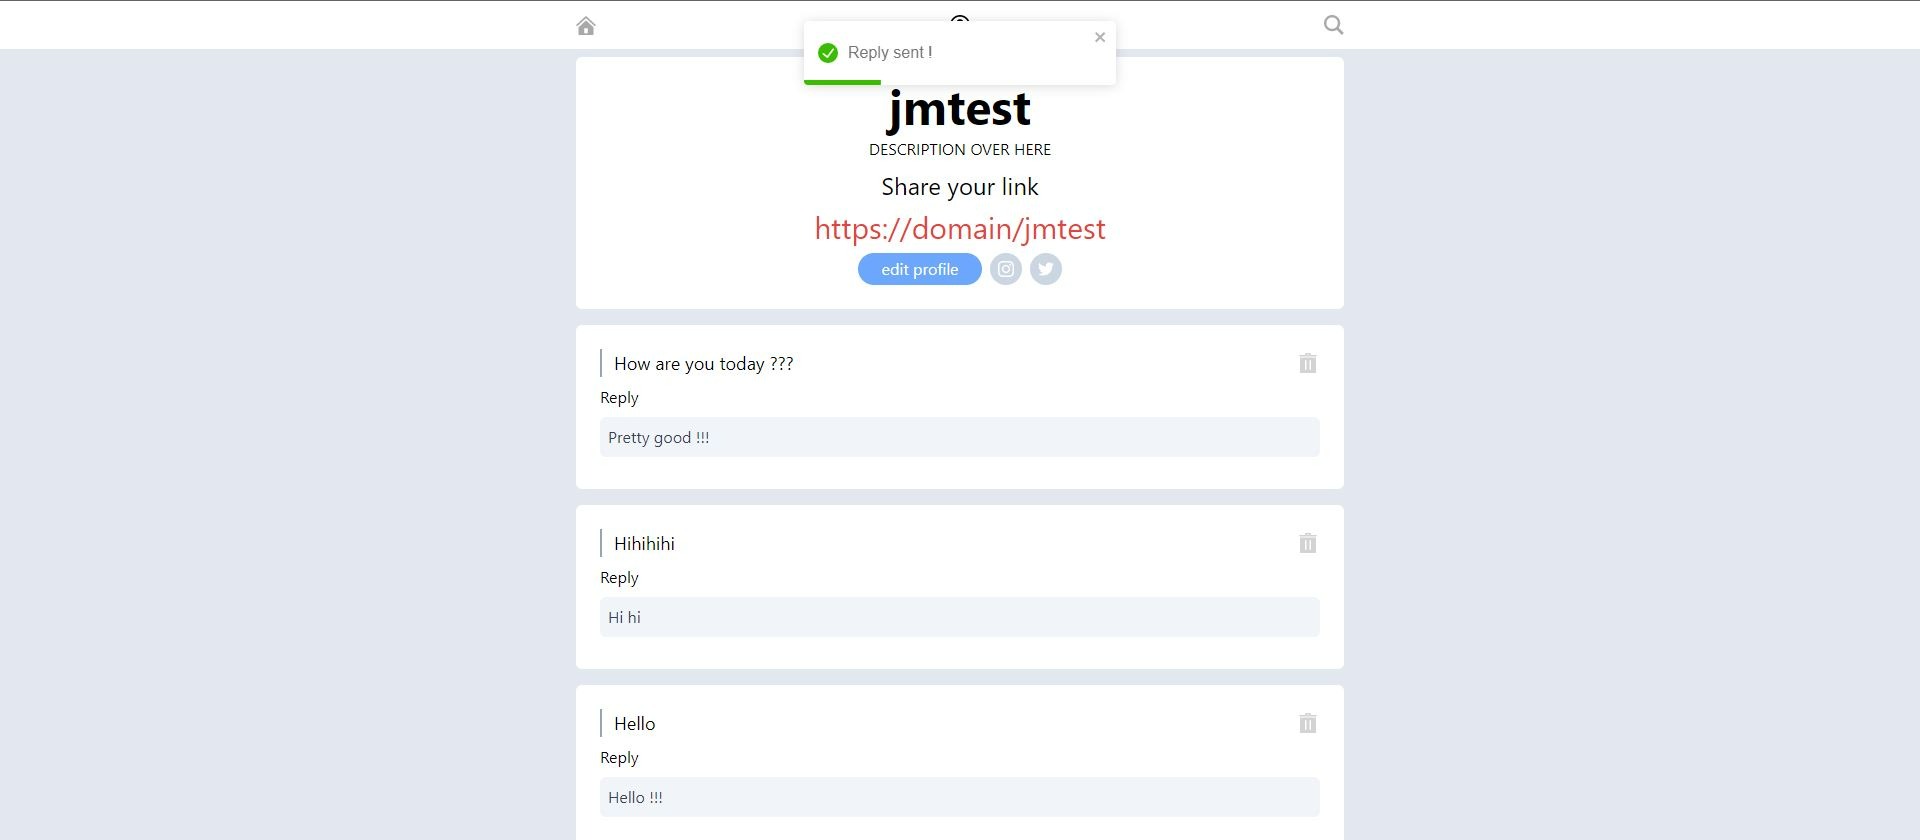 Reply sent !
jmtest
DESCRIPTION OVER HERE
Share your link
https://domain/jmtest
edit profile
How are you today ???
Reply
Pretty good !!!
Hihihihi
Reply
Hi hi
Hello
Reply
Hello !!!